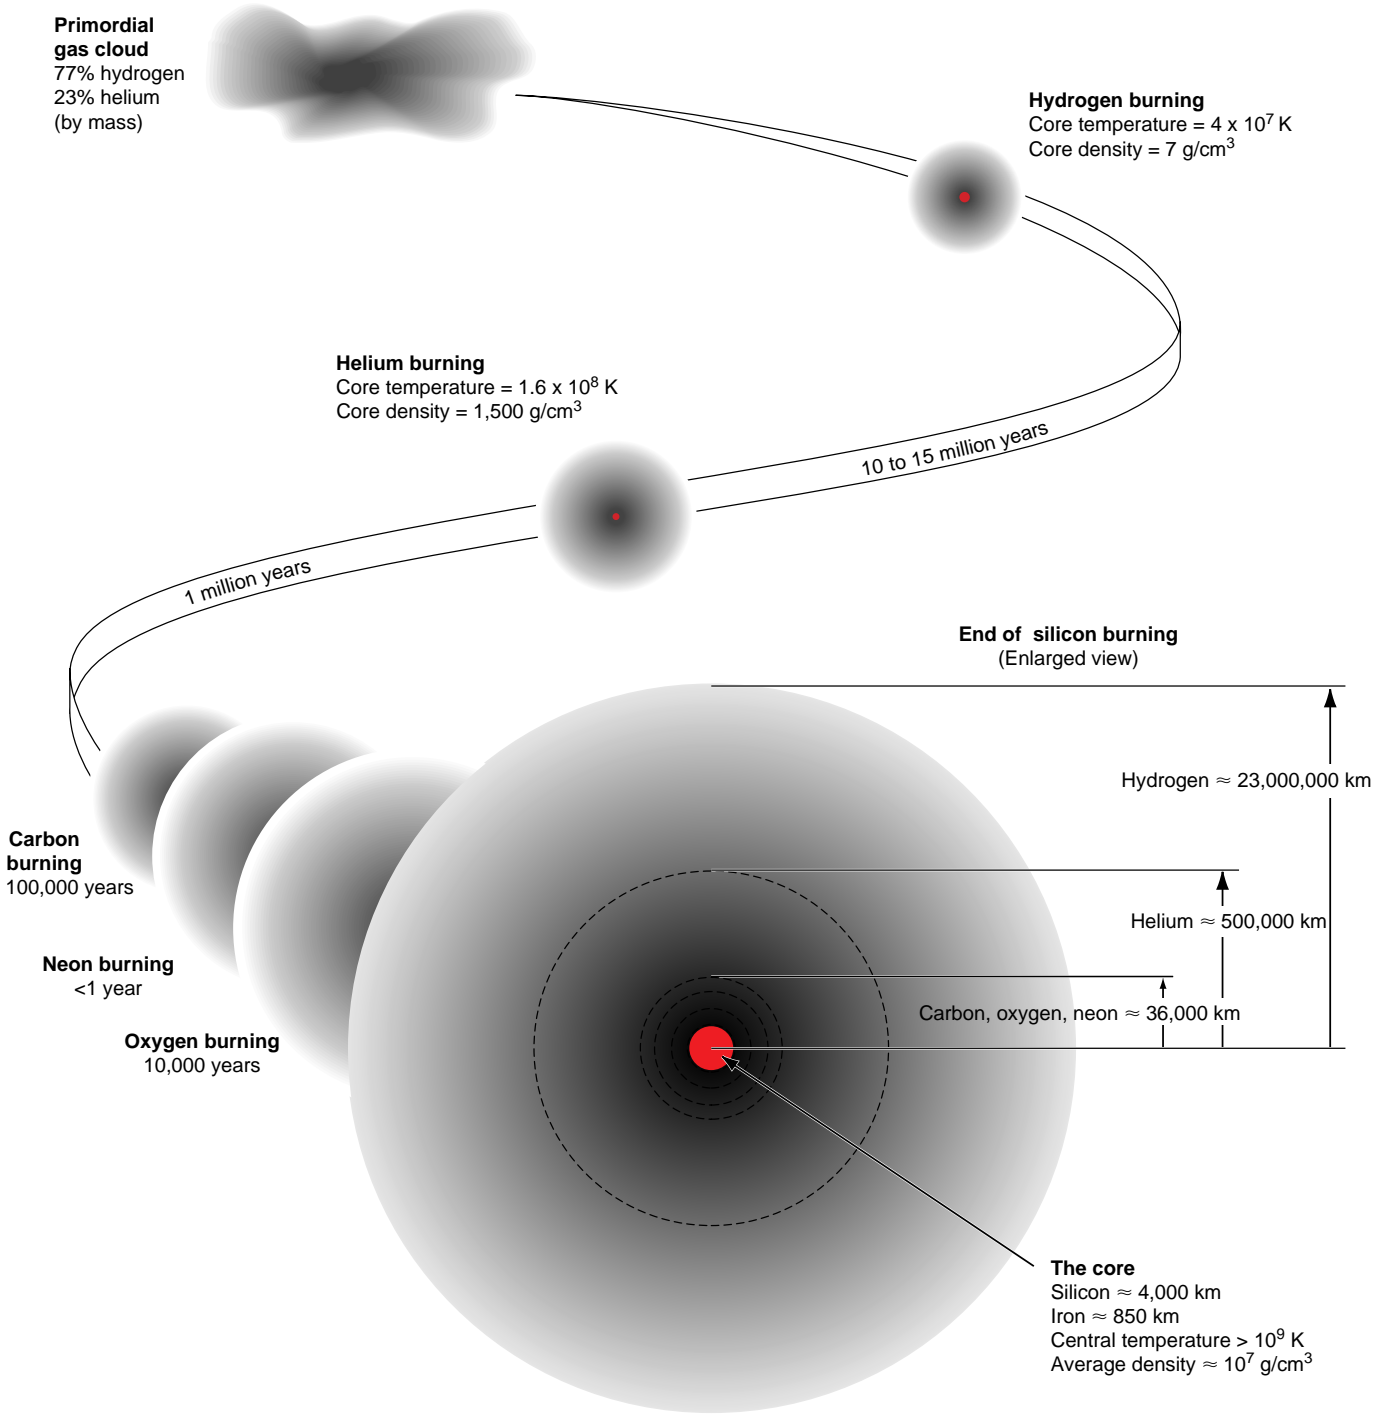 Primordial
gas cloud
77% hydrogen
23% helium
(by mass)
Hydrogen burning
Core temperature = 4 x 10⁷ K
Core density = 7 g/cm³
Helium burning
Core temperature = 1.6 x 10⁸ K
Core density = 1,500 g/cm³
10 to 15 million years
1 million years
End of silicon burning
(Enlarged view)
Hydrogen ≈ 23,000,000 km
Carbon
burning
100,000 years
Helium ≈ 500,000 km
Neon burning
<1 year
Carbon, oxygen, neon ≈ 36,000 km
Oxygen burning
10,000 years
The core
Silicon ≈ 4,000 km
Iron ≈ 850 km
Central temperature > 10⁹ K
Average density ≈ 10⁷ g/cm³